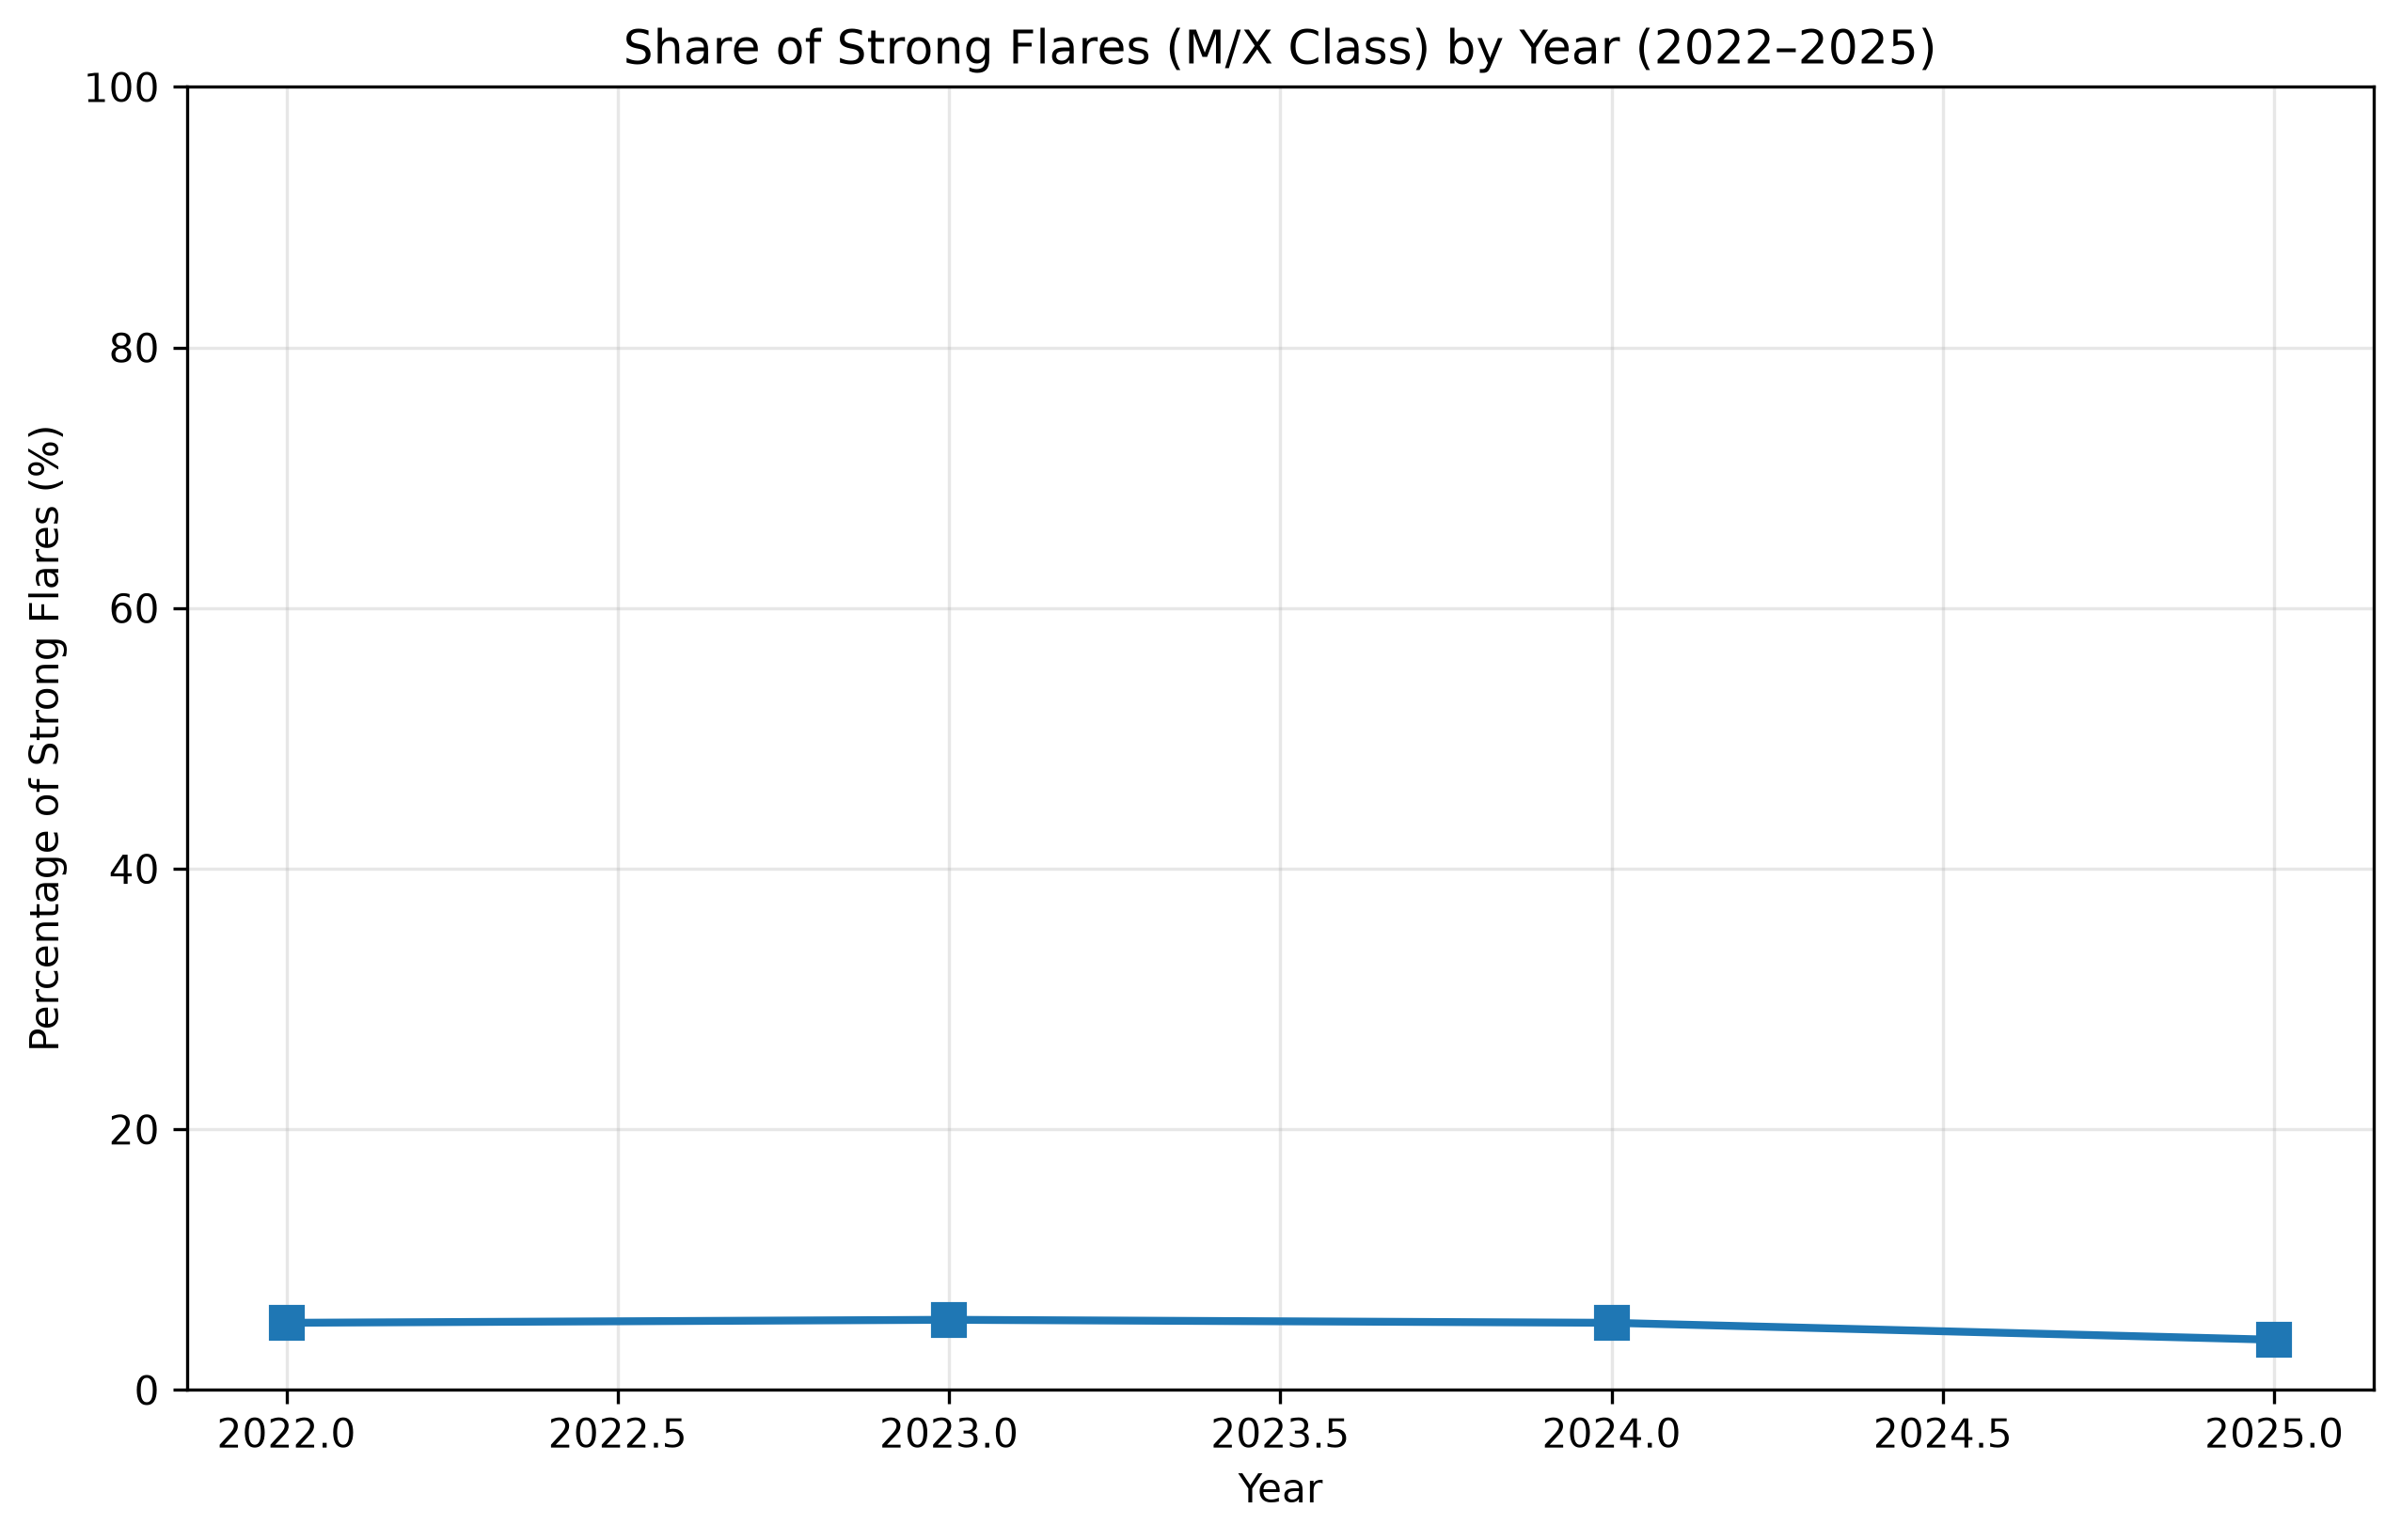 Share of Strong Flares (M/X Class) by Year (2022–2025)
Percentage of Strong Flares (%)
100
80
60
40
20
0
2022.0 2022.5 2023.0 2023.5 2024.0 2024.5 2025.0
Year